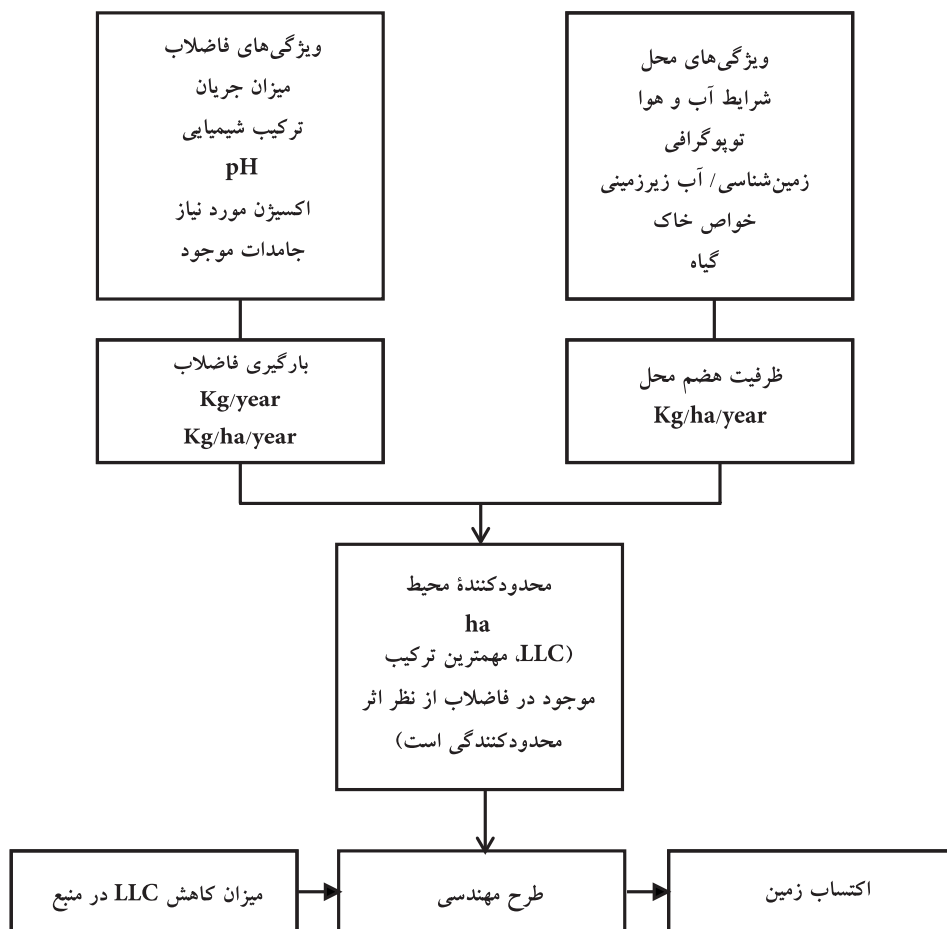 ویژگی‌های محل
شرایط آب و هوا
توپوگرافی
زمین‌شناسی/ آب زیرزمینی
خواص خاک
گیاه
ویژگی‌های فاضلاب
میزان جریان
ترکیب شیمیایی
pH
اکسیژن مورد نیاز
جامدات موجود
ظرفیت هضم محل
Kg/ha/year
بارگیری فاضلاب
Kg/year
Kg/ha/year
محدودکنندۀ محیط
ha
(LLC، مهمترین ترکیب
موجود در فاضلاب از نظر اثر
محدودکنندگی است)
اکتساب زمین
طرح مهندسی
میزان کاهش LLC در منبع